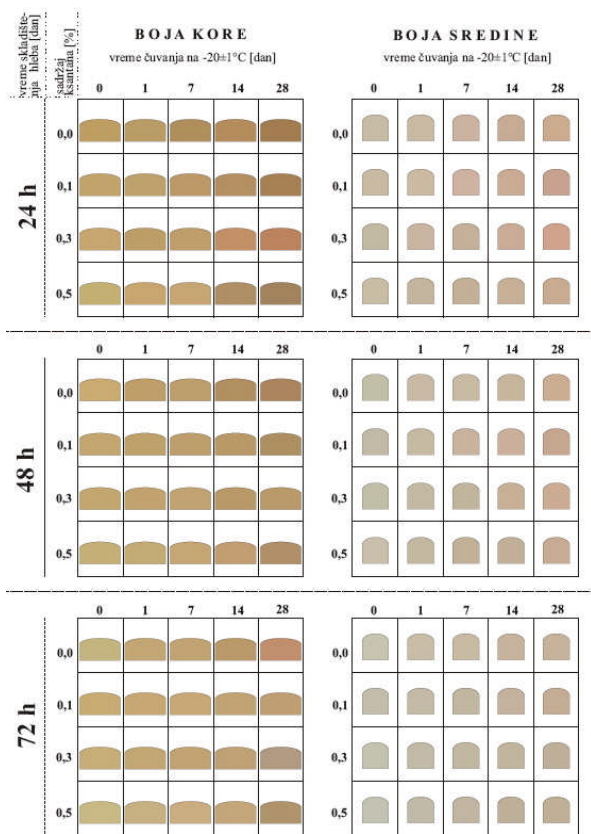 vreme skladište-
nja hleba [dan]
sadržaj
ksantana [%]
BOJA KORE
vreme čuvanja na -20±1°C [dan]
BOJA SREDINE
vreme čuvanja na -20±1°C [dan]
0 1 7 14 28 0 1 7 14 28
24 h
0,0 0,0
0,1 0,1
0,3 0,3
0,5 0,5
0 1 7 14 28 0 1 7 14 28
48 h
0,0 0,0
0,1 0,1
0,3 0,3
0,5 0,5
0 1 7 14 28 0 1 7 14 28
72 h
0,0 0,0
0,1 0,1
0,3 0,3
0,5 0,5